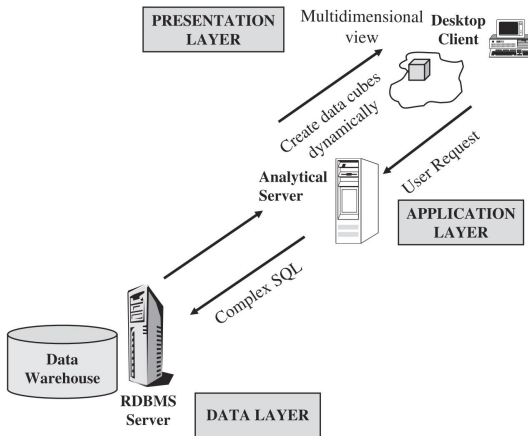 PRESENTATION
LAYER
Multidimensional
view
Desktop
Client
Create data cubes
dynamically
User Request
Analytical
Server
APPLICATION
LAYER
Complex SQL
Data
Warehouse
RDBMS
Server
DATA LAYER